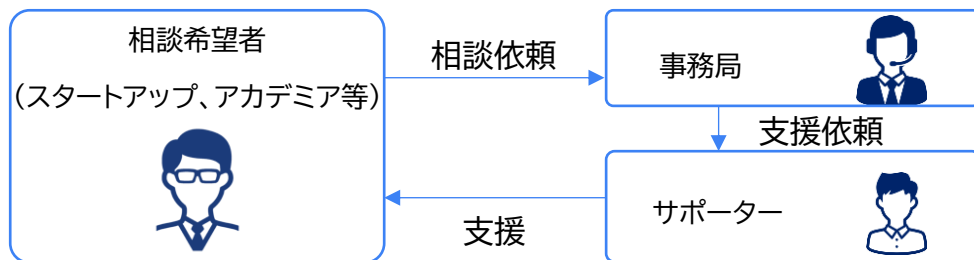 相談希望者
（スタートアップ、アカデミア等）
相談依頼
事務局
支援依頼
サポーター
支援